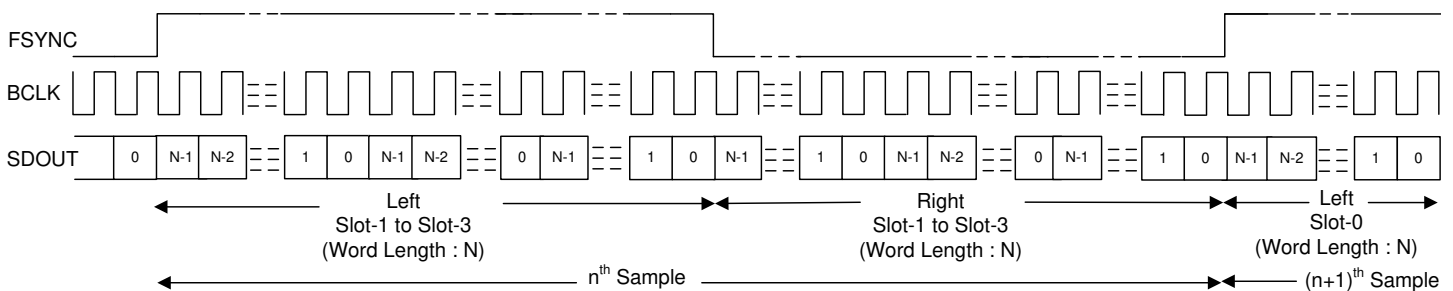 FSYNC
BCLK
SDOUT
0 N-1 N-2 1 0 N-1 N-2 0 N-1 1 0 N-1 1 0 N-1 N-2 0 N-1 1 0 N-1 N-2 1 0
Left
Slot-1 to Slot-3
(Word Length : N)
Right
Slot-1 to Slot-3
(Word Length : N)
Left
Slot-0
(Word Length : N)
nth Sample
(n+1)th Sample